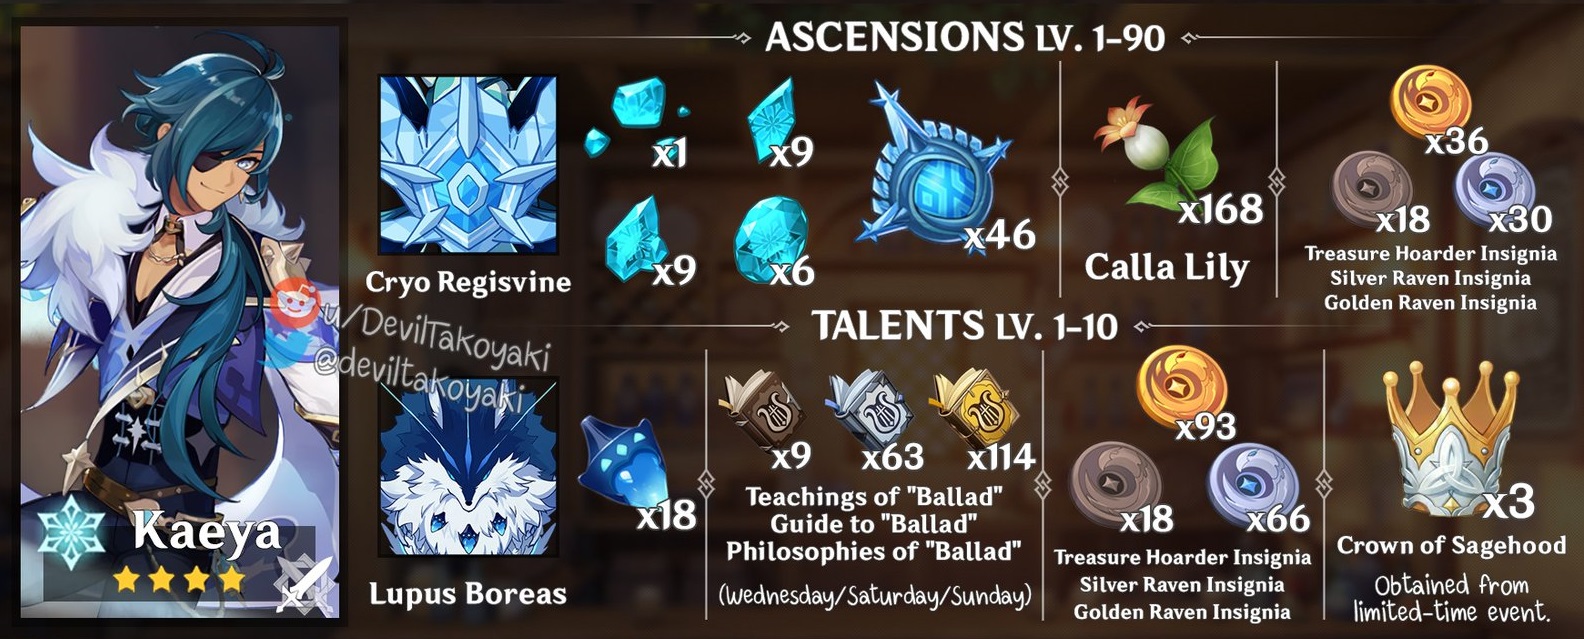 ASCENSIONS LV. 1-90
x1
x9
x9
x6
x46
x168
x36
x18
x30
Cryo Regisvine
Calla Lily
Treasure Hoarder Insignia
Silver Raven Insignia
Golden Raven Insignia
u/DevilTakoyaki
@deviltakoyaki
TALENTS LV. 1-10
x18
x9
x63
x114
Teachings of "Ballad"
Guide to "Ballad"
Philosophies of "Ballad"
(Wednesday/Saturday/Sunday)
x93
x18
x66
Treasure Hoarder Insignia
Silver Raven Insignia
Golden Raven Insignia
x3
Crown of Sagehood
Obtained from
limited-time event.
Kaeya
Lupus Boreas